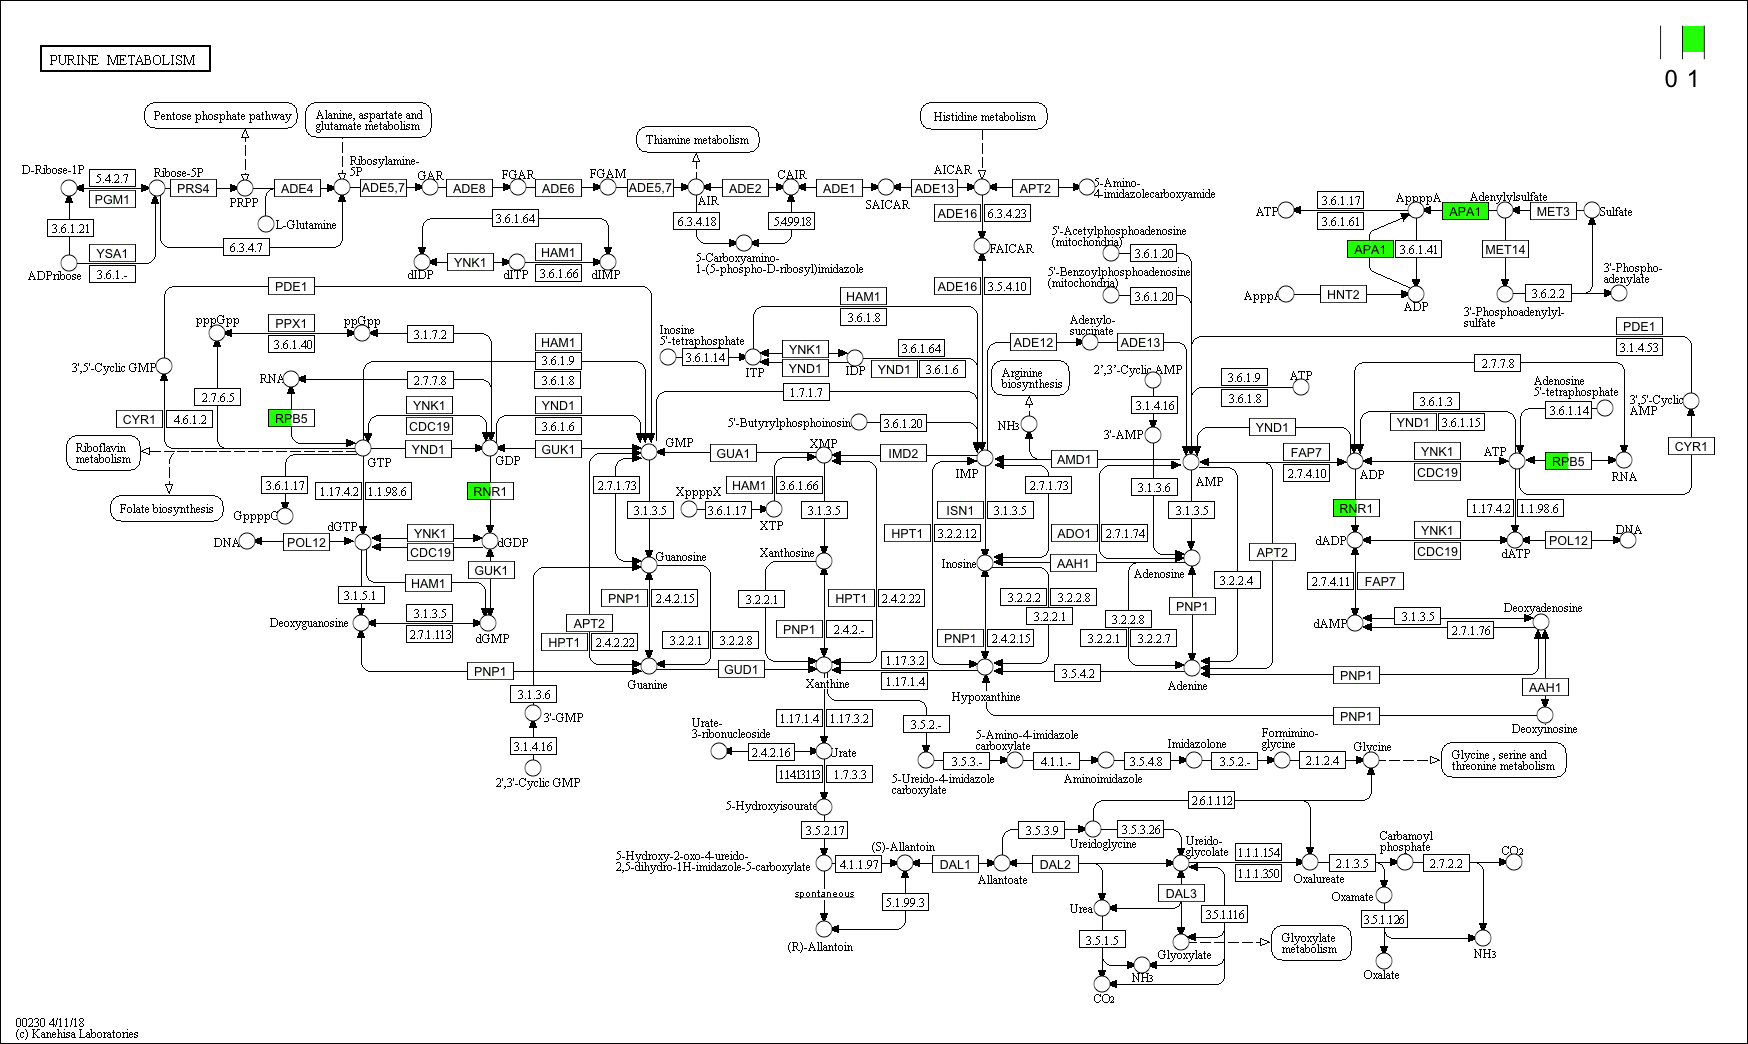 PURINE METABOLISM
0 1
Pentose phosphate pathway
Alanine, aspartate and
glutamate metabolism
Thiamine metabolism
Histidine metabolism
D-Ribose-1P
5.4.2.7
PGM1
Ribose-5P
PRS4
PRPP
ADE4
Ribosylamine-
5P
ADE5,7
GAR
ADE8
FGAR
ADE6
FGAM
ADE5,7
AIR
ADE2
CAIR
ADE1
SAICAR
ADE13
AICAR
APT2
5-Amino-
4-imidazolecarboxyamide
3.6.1.21
YSA1
3.6.1.-
ADPribose
L-Glutamine
6.3.4.7
3.6.1.64
dIDP
YNK1
dITP
HAM1
3.6.1.66
dIMP
6.3.4.18
5.4.99.18
5-Carboxyamino-
1-(5-phospho-D-ribosyl)imidazole
ADE16
6.3.4.23
FAICAR
ADE16
3.5.4.10
5'-Acetylphosphoadenosine
(mitochondria)
3.6.1.20
5'-Benzoylphosphoadenosine
(mitochondria)
3.6.1.20
ATP
3.6.1.17
3.6.1.61
AppppA
APA1
Adenylylsulfate
MET3
Sulfate
APA1
3.6.1.41
MET14
ApppA
HNT2
ADP
3'-Phosphoadenylyl-
sulfate
3.6.2.2
3'-Phospho-
adenylate
PDE1
pppGpp
PPX1
3.6.1.40
ppGpp
3.1.7.2
HAM1
3.6.1.9
3.6.1.8
3',5'-Cyclic GMP
RNA
2.7.7.8
2.7.6.5
RPB5
CYR1
4.6.1.2
YNK1
CDC19
YND1
3.6.1.6
Riboflavin
metabolism
GTP
YND1
GDP
GUK1
GMP
Inosine
5'-tetraphosphate
3.6.1.14
ITP
HAM1
3.6.1.8
YNK1
YND1
IDP
3.6.1.64
YND1
3.6.1.6
1.7.1.7
5'-Butyrylphosphoinosine
3.6.1.20
ADE12
Adenylo-
succinate
ADE13
Arginine
biosynthesis
NH3
2',3'-Cyclic AMP
3.1.4.16
3'-AMP
3.6.1.9
3.6.1.8
ATP
PDE1
3.1.4.53
2.7.7.8
Adenosine
5'-tetraphosphate
3.6.1.14
3',5'-Cyclic
AMP
3.6.1.3
YND1
3.6.1.15
CYR1
GUA1
XMP
IMD2
IMP
AMD1
AMP
YND1
FAP7
2.7.4.10
ADP
YNK1
CDC19
ATP
RPB5
RNA
Folate biosynthesis
3.6.1.17
GppppG
1.17.4.2
1.1.98.6
RNR1
2.7.1.73
3.1.3.5
XppppX
HAM1
3.6.1.66
3.6.1.17
XTP
3.1.3.5
HPT1
ISN1
3.1.3.5
3.2.2.12
2.7.1.73
ADO1
2.7.1.74
3.1.3.6
3.1.3.5
APT2
RNR1
1.17.4.2
1.1.98.6
DNA
POL12
dGTP
YNK1
CDC19
dGDP
GUK1
HAM1
3.1.5.1
Deoxyguanosine
3.1.3.5
2.7.1.113
dGMP
Guanosine
Xanthosine
Inosine
AAH1
Adenosine
3.2.2.4
dADP
YNK1
CDC19
dATP
POL12
DNA
2.7.4.11
FAP7
PNP1
2.4.2.15
3.2.2.1
HPT1
2.4.2.22
3.2.2.2
3.2.2.8
3.2.2.1
3.2.2.8
3.2.2.1
3.2.2.7
PNP1
dAMP
3.1.3.5
2.7.1.76
Deoxyadenosine
APT2
HPT1
2.4.2.22
3.2.2.1
3.2.2.8
PNP1
2.4.2.-
PNP1
2.4.2.15
PNP1
Guanine
GUD1
Xanthine
1.17.3.2
1.17.1.4
Hypoxanthine
3.5.4.2
Adenine
PNP1
AAH1
PNP1
Deoxyinosine
3.1.3.6
3'-GMP
3.1.4.16
2',3'-Cyclic GMP
1.17.1.4
1.17.3.2
Urate-
3-ribonucleoside
2.4.2.16
Urate
1.14.13.113
1.7.3.3
3.5.2.-
5-Ureido-4-imidazole
carboxylate
3.5.3.-
5-Amino-4-imidazole
carboxylate
4.1.1.-
Aminoimidazole
3.5.4.8
Imidazolone
3.5.2.-
Formimino-
glycine
2.1.2.4
Glycine
Glycine , serine and
threonine metabolism
5-Hydroxyisourate
3.5.2.17
2.6.1.112
5-Hydroxy-2-oxo-4-ureido-
2,5-dihydro-1H-imidazole-5-carboxylate
4.1.1.97
(S)-Allantoin
DAL1
Allantoate
3.5.3.9
Ureidoglycine
3.5.3.26
DAL2
Ureido-
glycolate
1.1.1.154
1.1.1.350
Oxalureate
2.1.3.5
Carbamoyl
phosphate
2.7.2.2
CO2
spontaneous
5.1.99.3
(R)-Allantoin
Urea
DAL3
3.5.1.116
3.5.1.5
Glyoxylate
Glyoxylate
metabolism
NH3
CO2
Oxamate
3.5.1.126
NH3
Oxalate
00230 4/11/18
(c) Kanehisa Laboratories